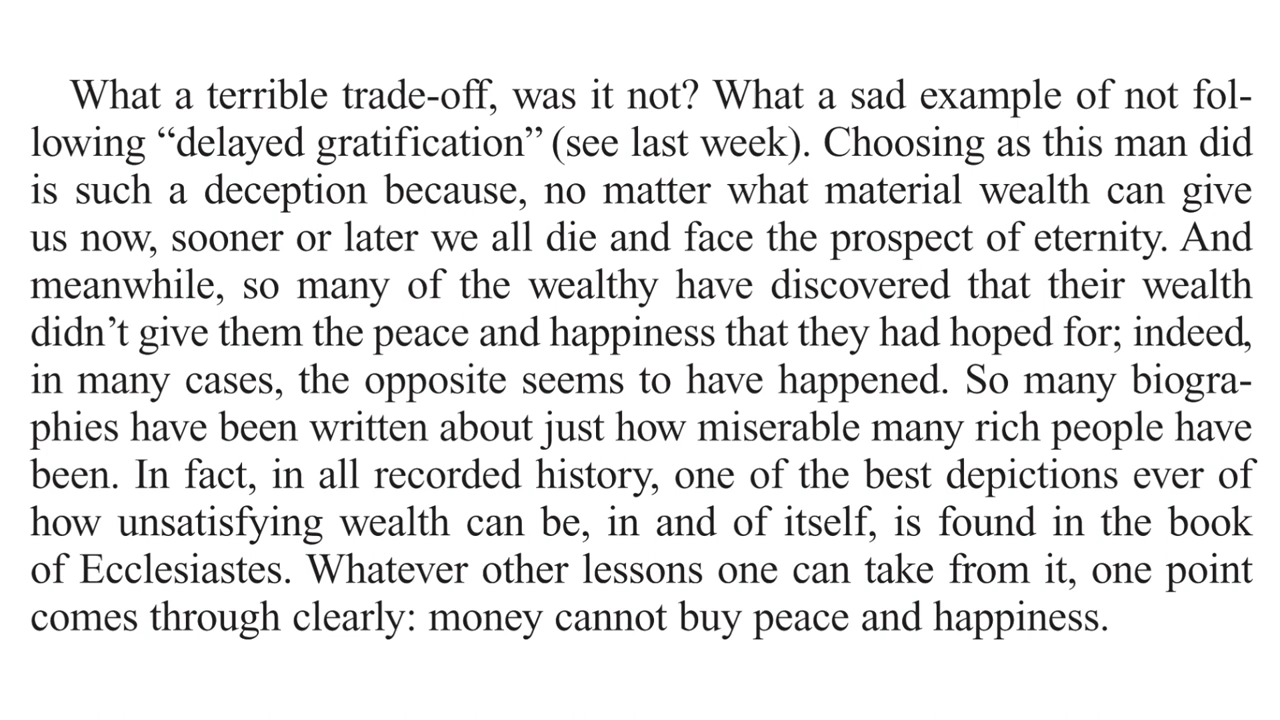 What a terrible trade-off, was it not? What a sad example of not fol-
lowing “delayed gratification” (see last week). Choosing as this man did
is such a deception because, no matter what material wealth can give
us now, sooner or later we all die and face the prospect of eternity. And
meanwhile, so many of the wealthy have discovered that their wealth
didn’t give them the peace and happiness that they had hoped for; indeed,
in many cases, the opposite seems to have happened. So many biogra-
phies have been written about just how miserable many rich people have
been. In fact, in all recorded history, one of the best depictions ever of
how unsatisfying wealth can be, in and of itself, is found in the book
of Ecclesiastes. Whatever other lessons one can take from it, one point
comes through clearly: money cannot buy peace and happiness.